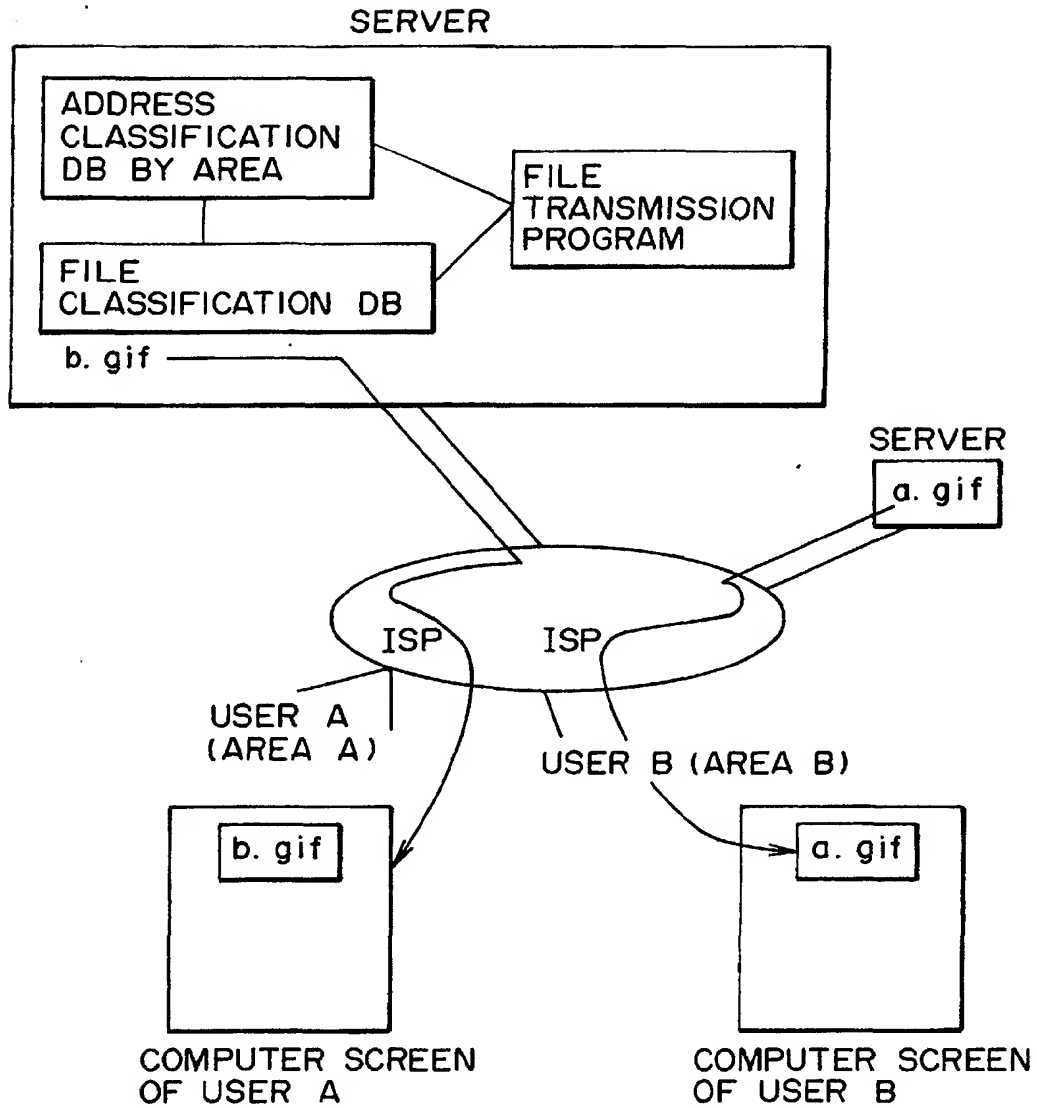 SERVER
ADDRESS
CLASSIFICATION
DB BY AREA
FILE
TRANSMISSION
PROGRAM
FILE
CLASSIFICATION DB
b. gif
SERVER
a. gif
ISP
ISP
USER A
(AREA A)
USER B (AREA B)
b. gif
a. gif
COMPUTER SCREEN
OF USER A
COMPUTER SCREEN
OF USER B